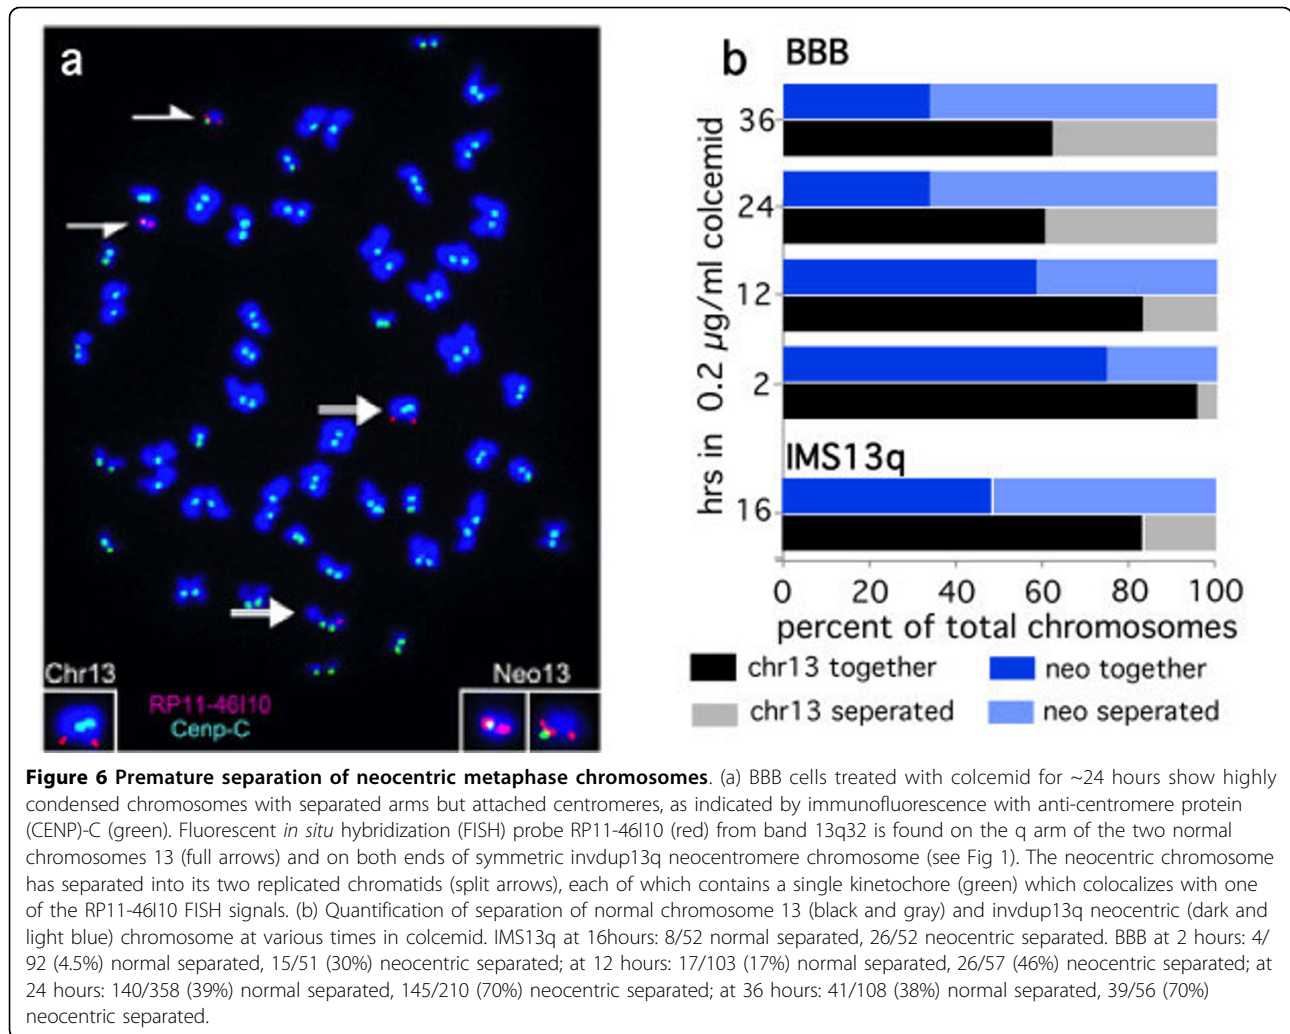 a
Chr13
Neo13
RP11-46I10
Cenp-C
b
BBB
hrs in 0.2 µg/ml colcemid
36
24
12
2
IMS13q
16
0 20 40 60 80 100
percent of total chromosomes
chr13 together
neo together
chr13 seperated
neo seperated
Figure 6 Premature separation of neocentric metaphase chromosomes. (a) BBB cells treated with colcemid for ~24 hours show highly
condensed chromosomes with separated arms but attached centromeres, as indicated by immunofluorescence with anti-centromere protein
(CENP)-C (green). Fluorescent in situ hybridization (FISH) probe RP11-46I10 (red) from band 13q32 is found on the q arm of the two normal
chromosomes 13 (full arrows) and on both ends of symmetric invdup13q neocentromere chromosome (see Fig 1). The neocentric chromosome
has separated into its two replicated chromatids (split arrows), each of which contains a single kinetochore (green) which colocalizes with one
of the RP11-46I10 FISH signals. (b) Quantification of separation of normal chromosome 13 (black and gray) and invdup13q neocentric (dark and
light blue) chromosome at various times in colcemid. IMS13q at 16hours: 8/52 normal separated, 26/52 neocentric separated. BBB at 2 hours: 4/
92 (4.5%) normal separated, 15/51 (30%) neocentric separated; at 12 hours: 17/103 (17%) normal separated, 26/57 (46%) neocentric separated; at
24 hours: 140/358 (39%) normal separated, 145/210 (70%) neocentric separated; at 36 hours: 41/108 (38%) normal separated, 39/56 (70%)
neocentric separated.